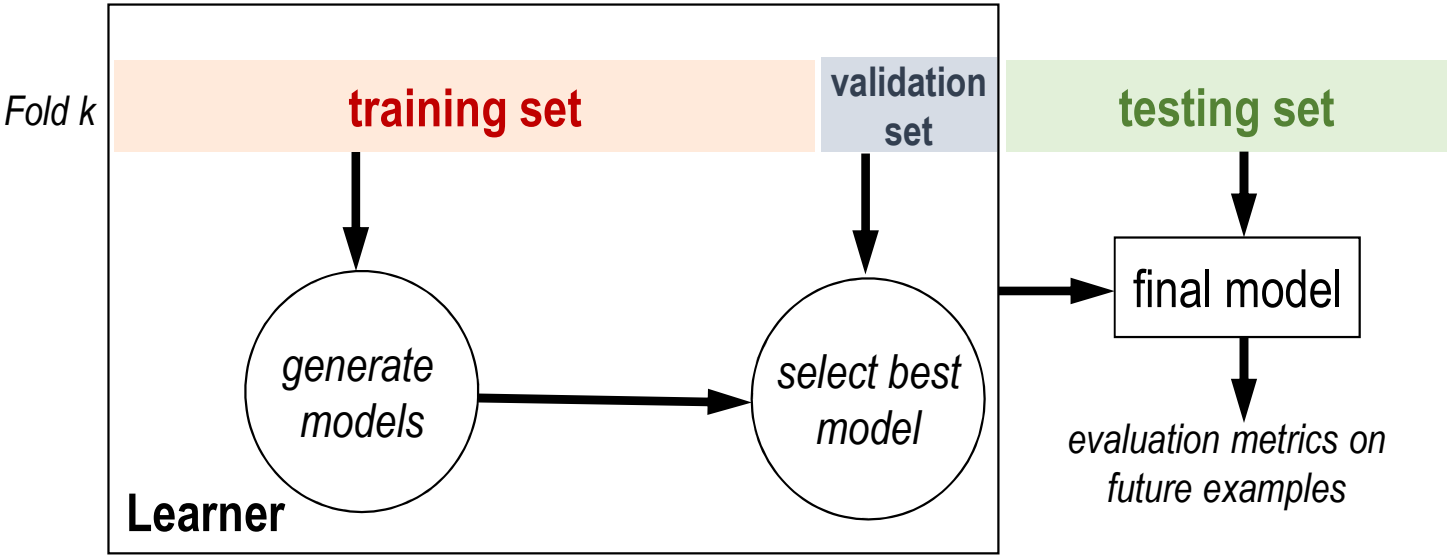 Fold k
training set
validation
set
testing set
generate
models
select best
model
final model
evaluation metrics on
future examples
Learner